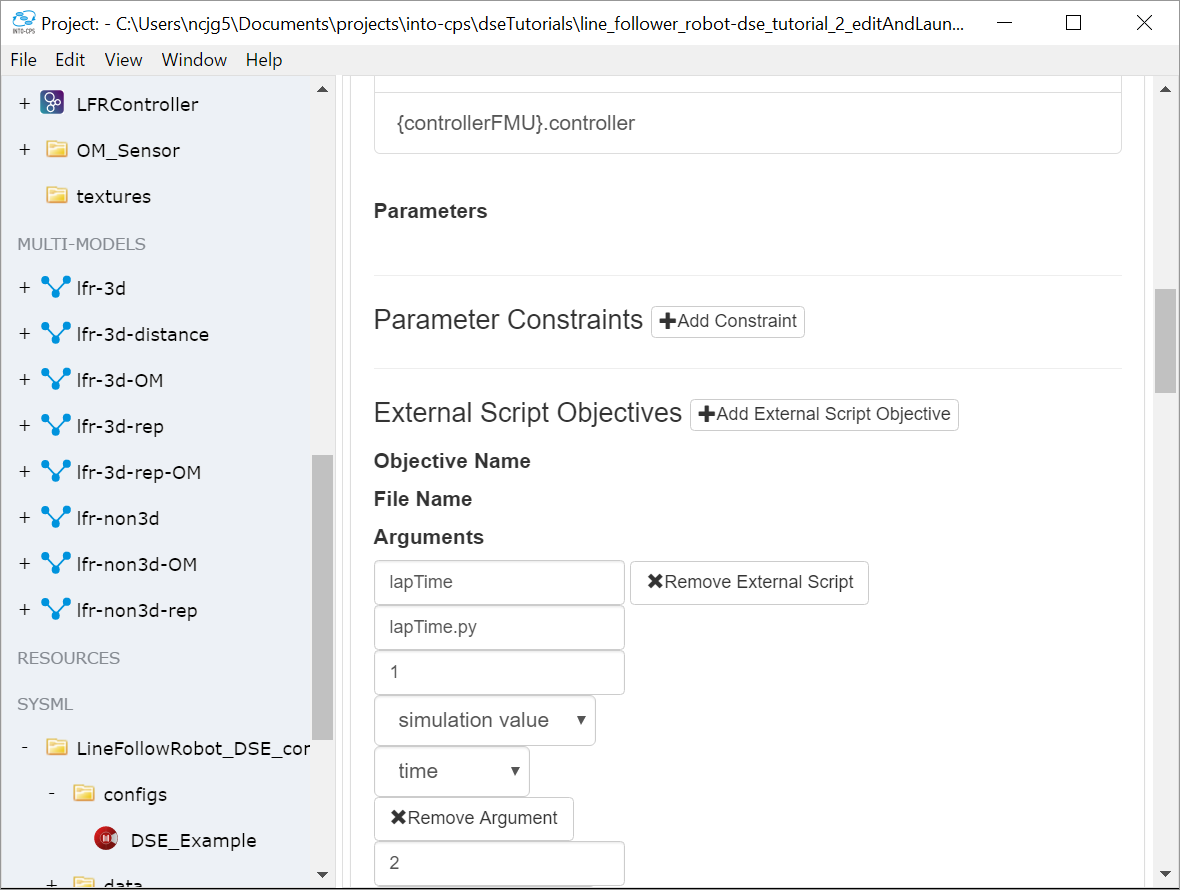 INTO-CPS
Project: - C:\Users\ncjg5\Documents\projects\into-cps\dseTutorials\line_follower_robot-dse_tutorial_2_editAndLaun...
File Edit View Window Help
+ LFRController
+ OM_Sensor
textures
MULTI-MODELS
+ lfr-3d
+ lfr-3d-distance
+ lfr-3d-OM
+ lfr-3d-rep
+ lfr-3d-rep-OM
+ lfr-non3d
+ lfr-non3d-OM
+ lfr-non3d-rep
RESOURCES
SYSML
- LineFollowRobot_DSE_cor
- configs
DSE_Example
+ data
{controllerFMU}.controller
Parameters
Parameter Constraints
Add Constraint
External Script Objectives
Add External Script Objective
Objective Name
File Name
Arguments
lapTime
Remove External Script
lapTime.py
1
simulation value
time
Remove Argument
2